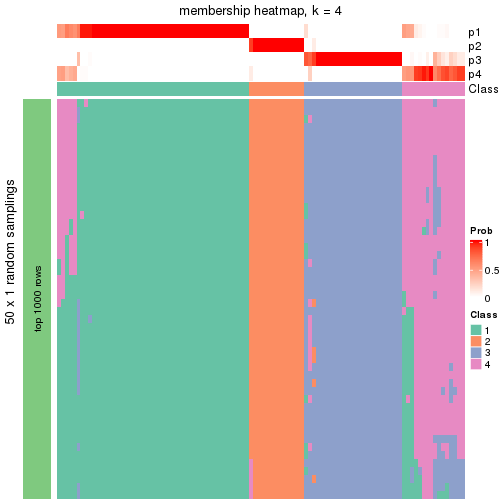 membership heatmap, k = 4
p1
p2
p3
p4
Class
50 x 1 random samplings
top 1000 rows
Prob
1
0.5
0
Class
1
2
3
4